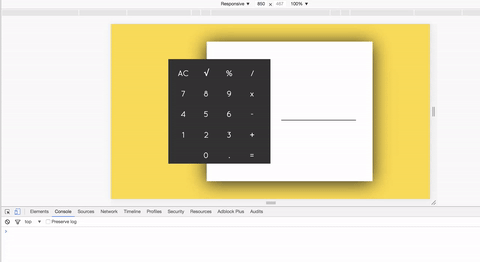 Responsive ▼ 850 x 467 100% ▼
AC √ % /
7 8 9 x
4 5 6 -
1 2 3 +
0 . =
Elements Console Sources Network Timeline Profiles Security Resources Adblock Plus Audits
top ▼ Preserve log
>